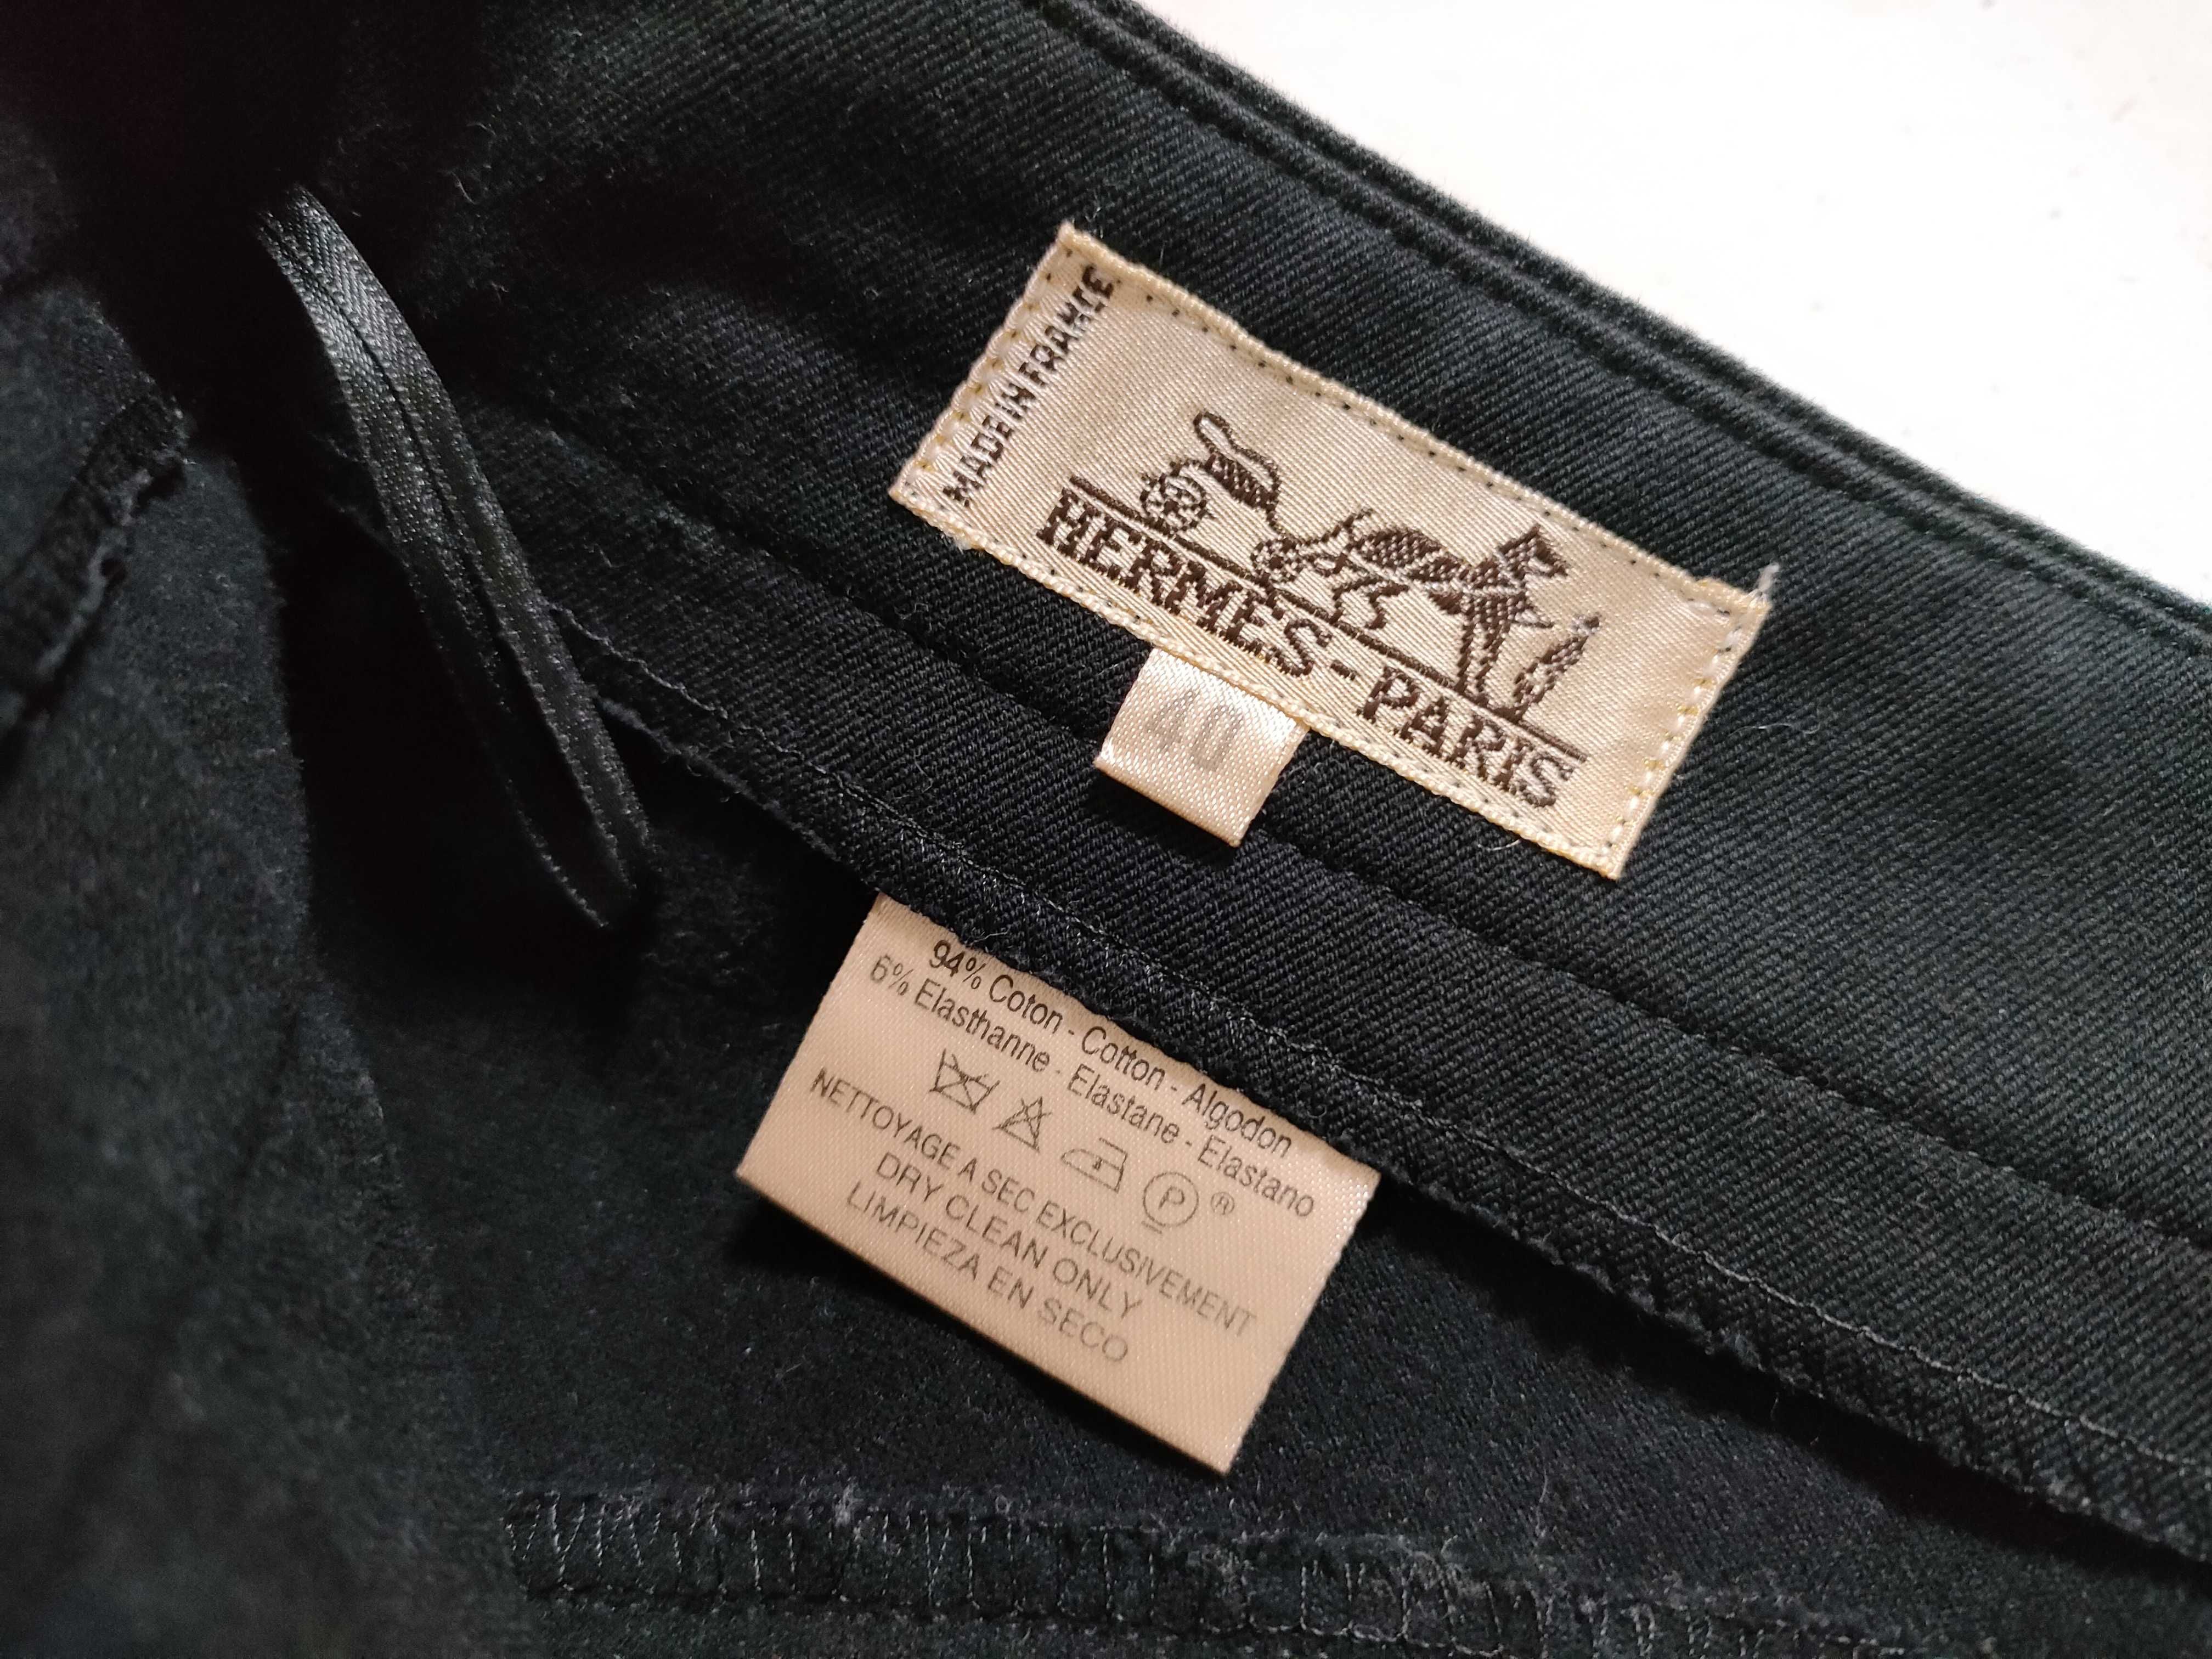 MADE IN FRANCE
HERMES-PARIS
40
94% Coton - Cotton - Algodon
6% Elasthanne - Elastane - Elastano
P ®
NETTOYAGE A SEC EXCLUSIVEMENT
DRY CLEAN ONLY
LIMPIEZA EN SECO